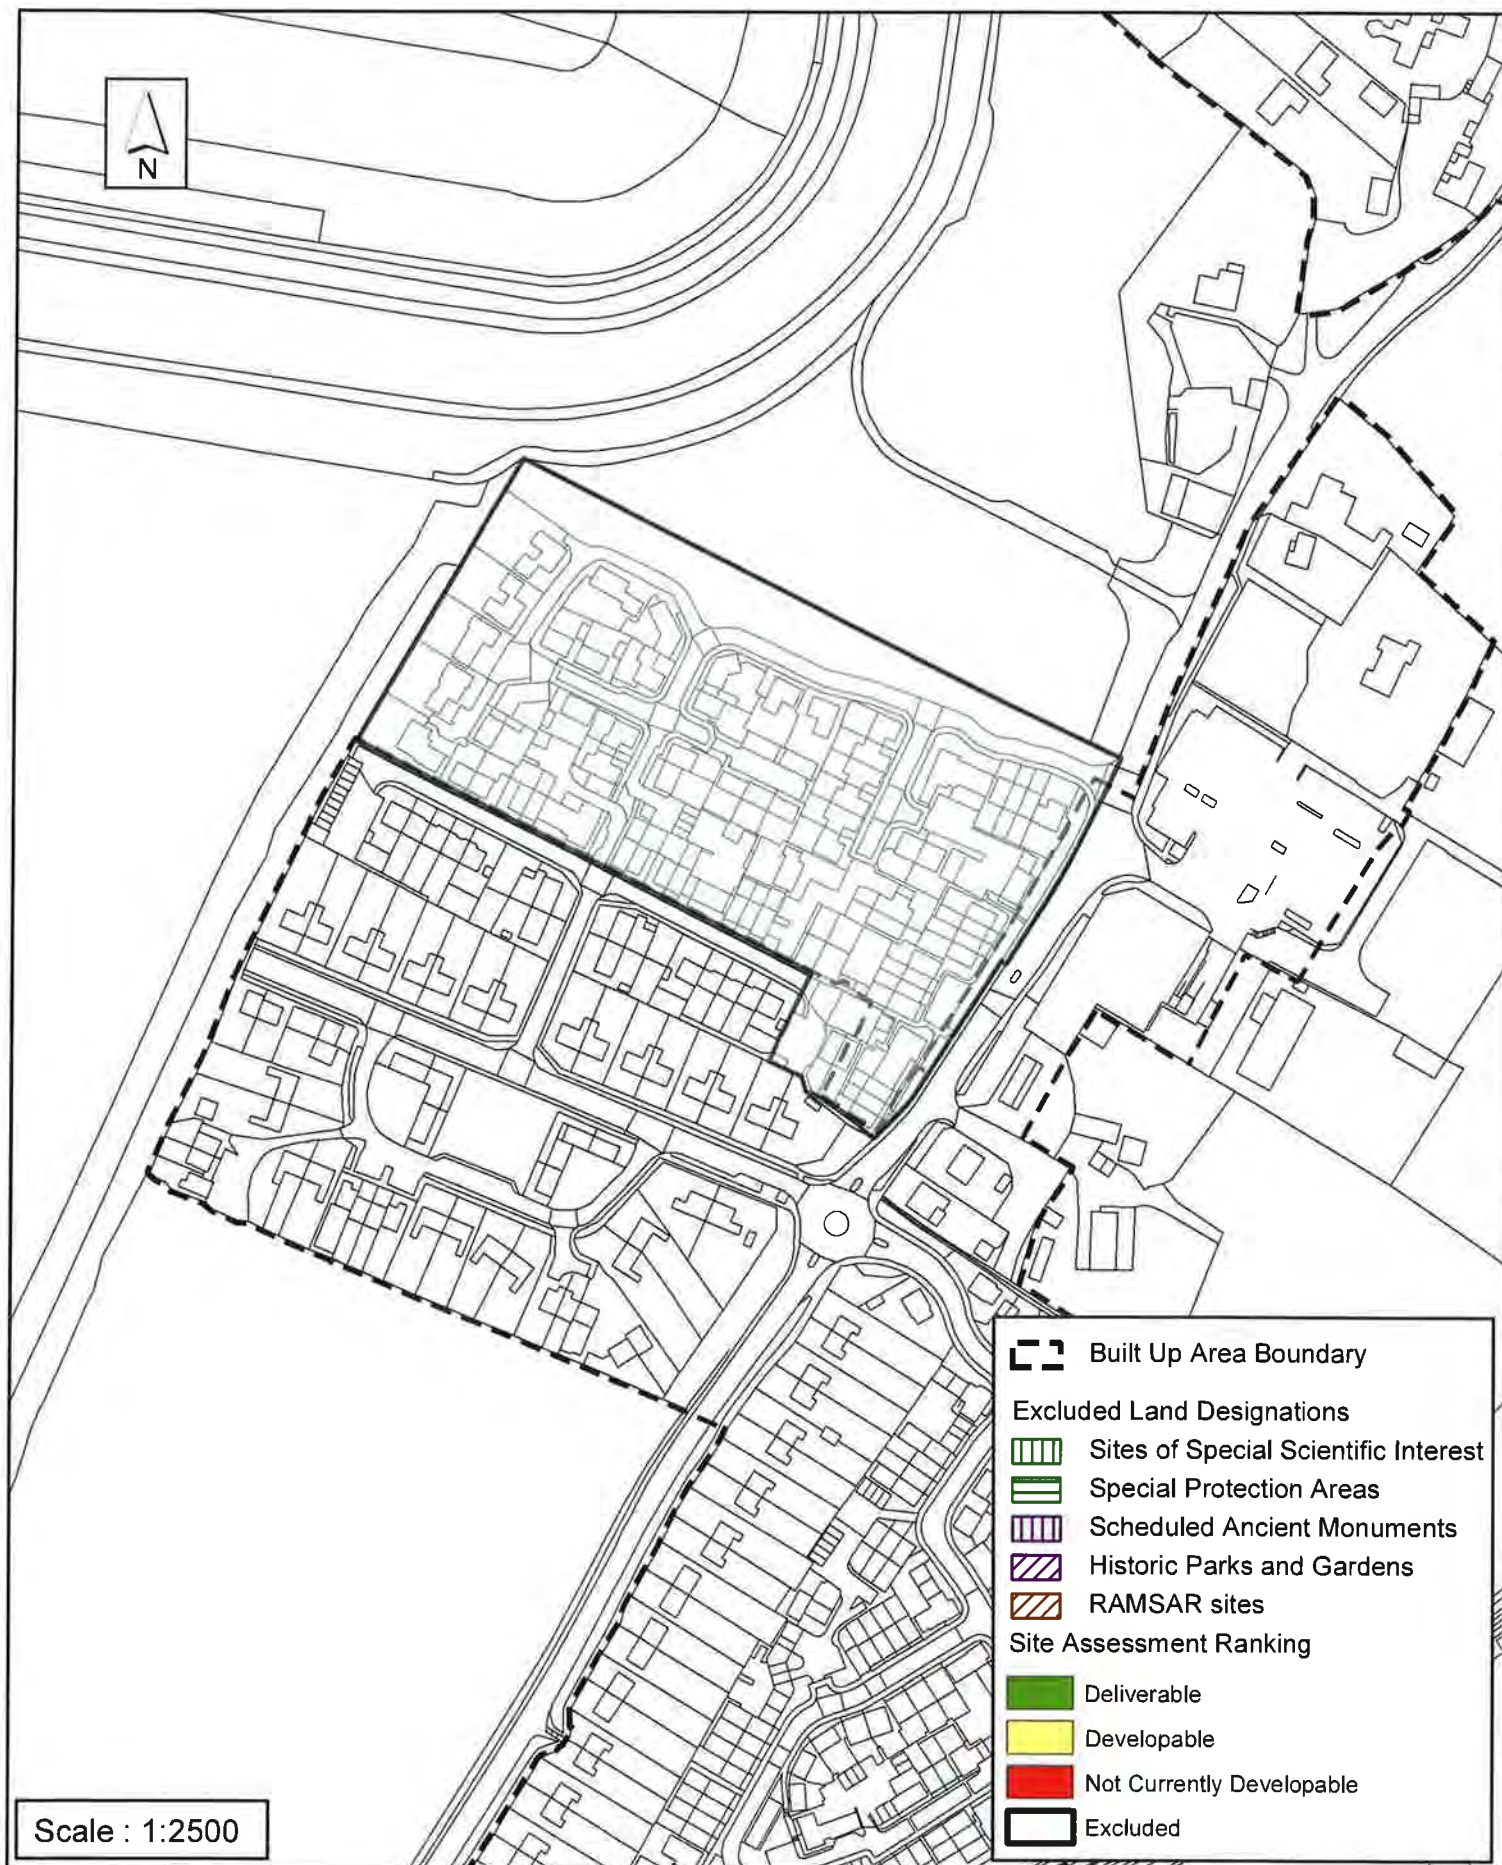 N
Built Up Area Boundary
Excluded Land Designations
Sites of Special Scientific Interest
Special Protection Areas
Scheduled Ancient Monuments
Historic Parks and Gardens
RAMSAR sites
Site Assessment Ranking
Deliverable
Developable
Not Currently Developable
Excluded
Scale : 1:2500